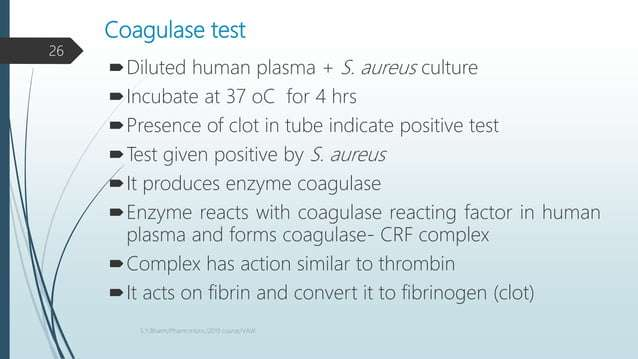 Coagulase test
26
Diluted human plasma + S. aureus culture
Incubate at 37 oC for 4 hrs
Presence of clot in tube indicate positive test
Test given positive by S. aureus
It produces enzyme coagulase
Enzyme reacts with coagulase reacting factor in human
plasma and forms coagulase- CRF complex
Complex has action similar to thrombin
It acts on fibrin and convert it to fibrinogen (clot)